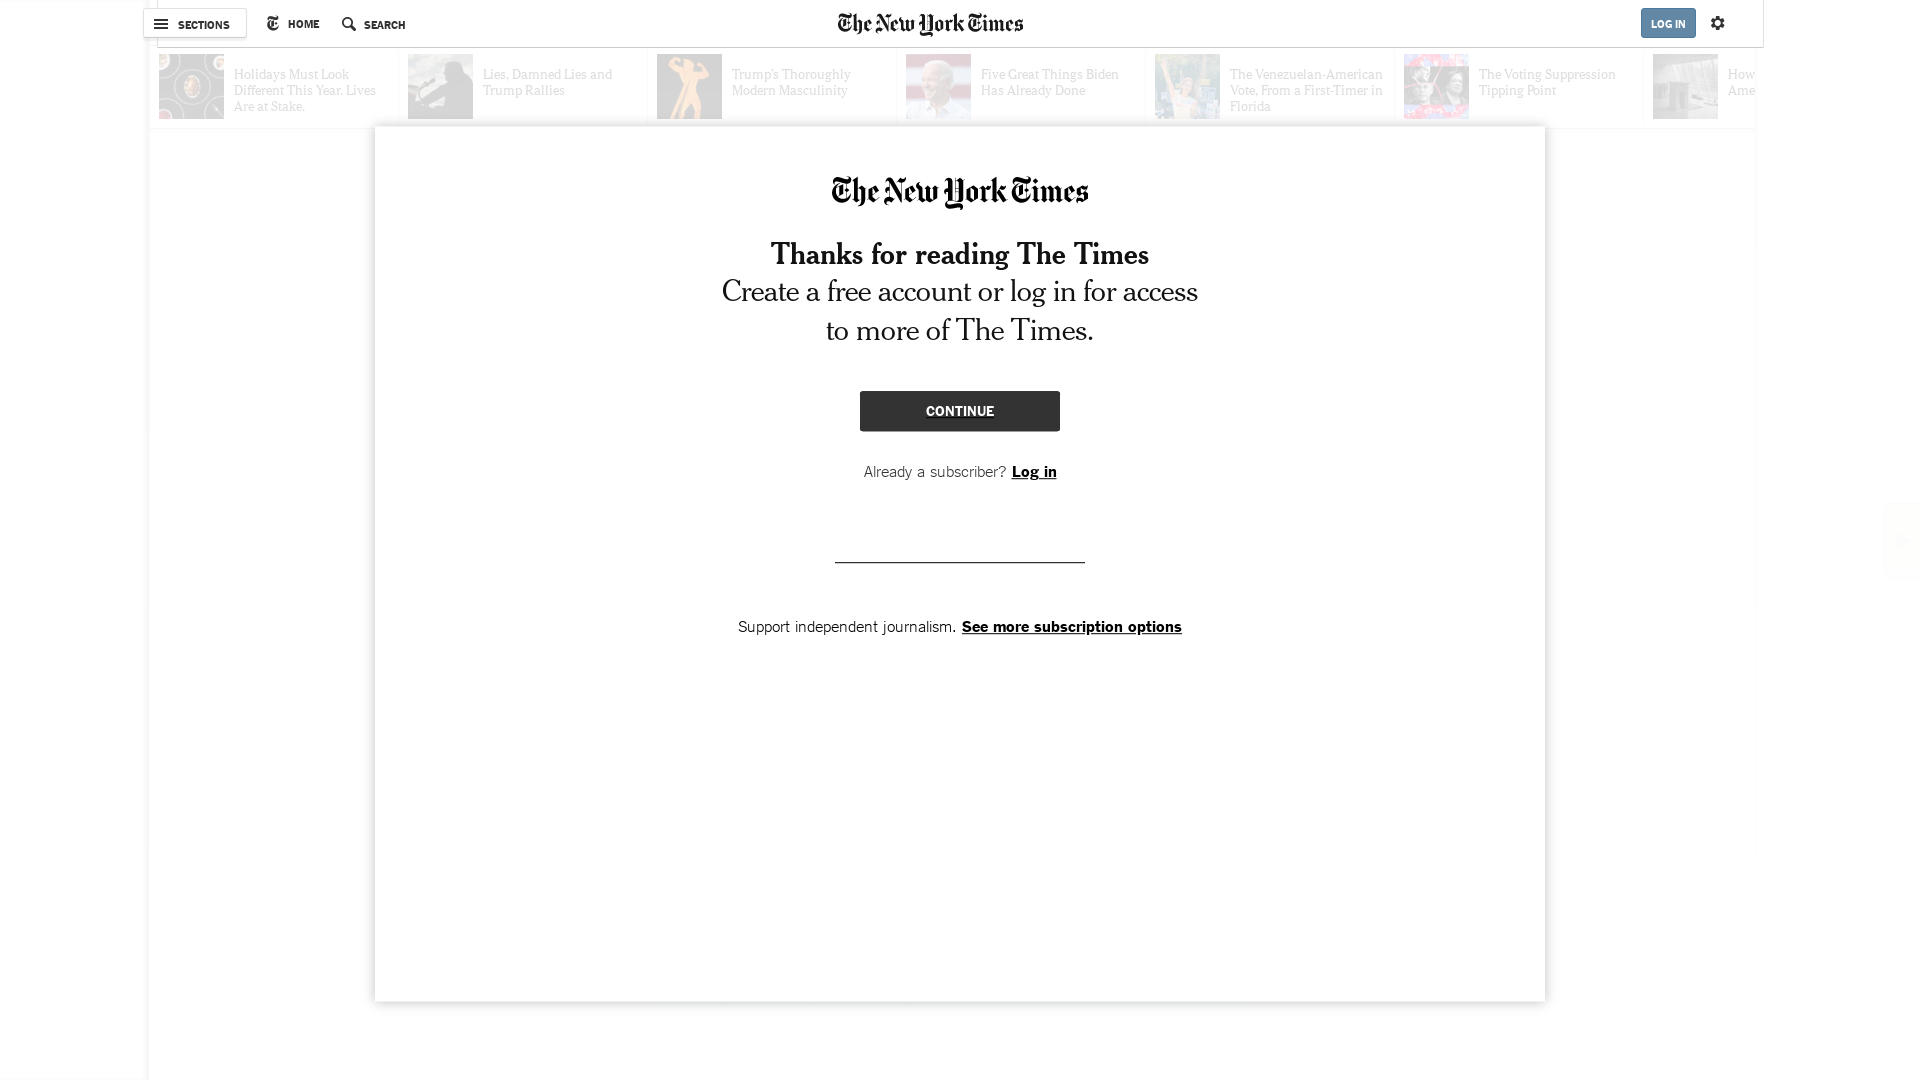 SECTIONS
HOME
SEARCH
The New York Times
LOG IN
Holidays Must Look
Different This Year. Lives
Are at Stake.
Lies, Damned Lies and
Trump Rallies
Trump's Thoroughly
Modern Masculinity
Five Great Things Biden
Has Already Done
The Venezuelan-American
Vote, From a First-Timer in
Florida
The Voting Suppression
Tipping Point
How
Ame
The New York Times
Thanks for reading The Times
Create a free account or log in for access
to more of The Times.
CONTINUE
Already a subscriber? Log in
Support independent journalism. See more subscription options